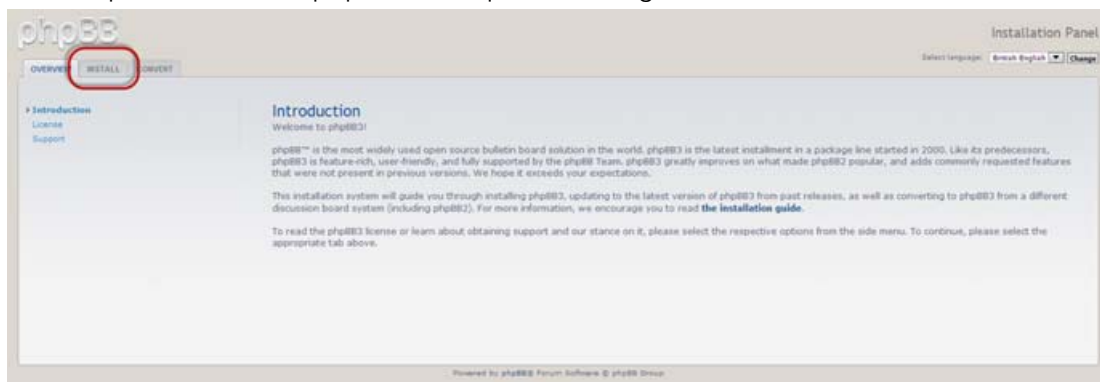 phpBB
Installation Panel
Select language: British English Change
OVERVIEW INSTALL CONVERT
Introduction
License
Support
Introduction
Welcome to phpBB3!
phpBB™ is the most widely used open source bulletin board solution in the world. phpBB3 is the latest installment in a package line started in 2000. Like its predecessors,
phpBB3 is feature-rich, user-friendly, and fully supported by the phpBB Team. phpBB3 greatly improves on what made phpBB2 popular, and adds commonly requested features
that were not present in previous versions. We hope it exceeds your expectations.
This installation system will guide you through installing phpBB3, updating to the latest version of phpBB3 from past releases, as well as converting to phpBB3 from a different
discussion board system (including phpBB2). For more information, we encourage you to read the installation guide.
To read the phpBB3 license or learn about obtaining support and our stance on it, please select the respective options from the side menu. To continue, please select the
appropriate tab above.
Powered by phpBB® Forum Software © phpBB Group